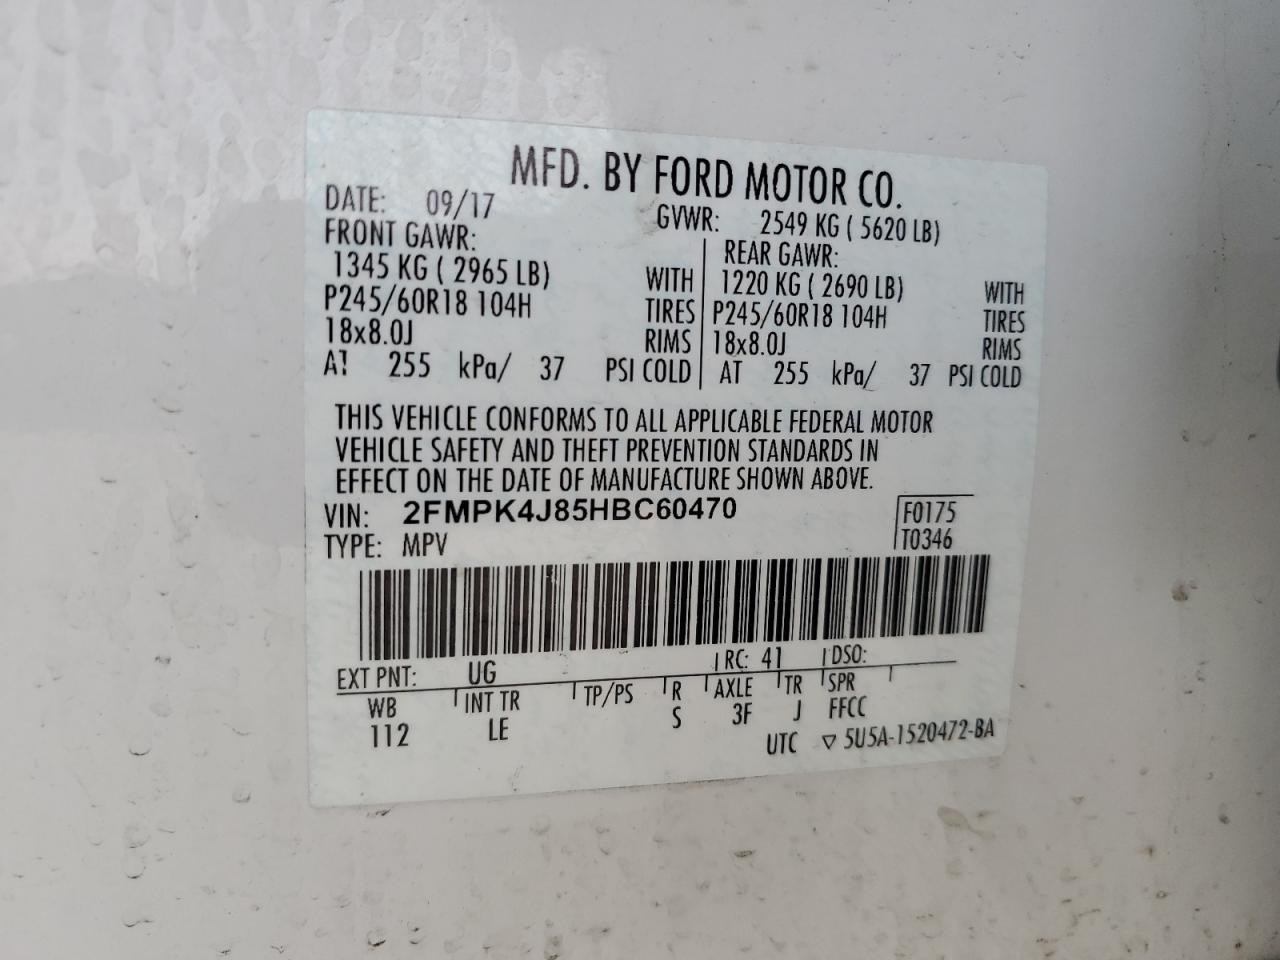 MFD. BY FORD MOTOR CO.
DATE: 09/17 GVWR: 2549 KG ( 5620 LB)
FRONT GAWR: REAR GAWR:
1345 KG ( 2965 LB) WITH 1220 KG ( 2690 LB) WITH
P245/60R18 104H TIRES P245/60R18 104H TIRES
18x8.0J RIMS 18x8.0J RIMS
AT 255 kPa/ 37 PSI COLD AT 255 kPa/ 37 PSI COLD
THIS VEHICLE CONFORMS TO ALL APPLICABLE FEDERAL MOTOR
VEHICLE SAFETY AND THEFT PREVENTION STANDARDS IN
EFFECT ON THE DATE OF MANUFACTURE SHOWN ABOVE.
VIN: 2FMPK4J85HBC60470 F0175
TYPE: MPV T0346
EXT PNT: UG RC: 41 DSO:
WB INT TR TP/PS R AXLE TR SPR
112 LE S 3F J FFCC
UTC ▽ 5U5A-1520472-BA